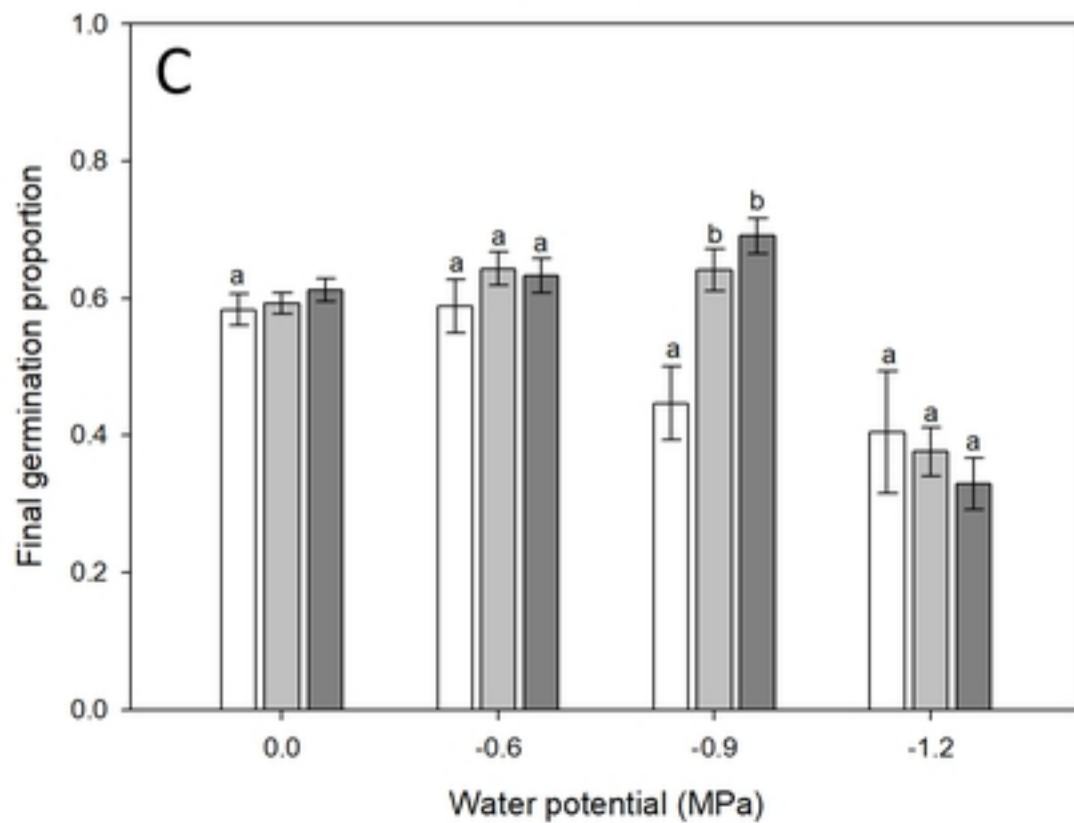 C
Final germination proportion
1.0
0.8
0.6
0.4
0.2
0.0
a
a a a
a b b
a a a
0.0 -0.6 -0.9 -1.2
Water potential (MPa)